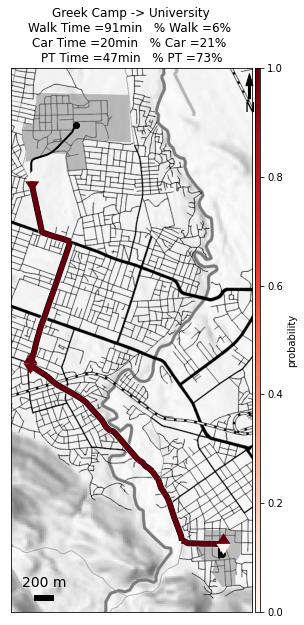 Greek Camp -> University
Walk Time =91min % Walk =6%
Car Time =20min % Car =21%
PT Time =47min % PT =73%
N
1.0
0.8
0.6
0.4
0.2
0.0
probability
200 m